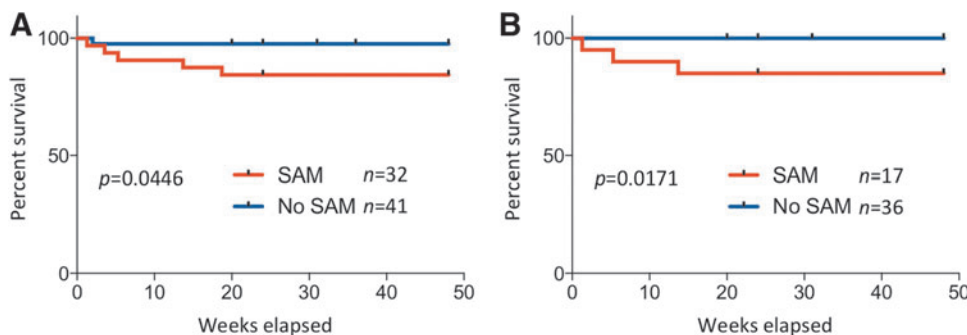 A
Percent survival
100
50
0
p=0.0446
SAM n=32
No SAM n=41
0 10 20 30 40 50
Weeks elapsed
B
Percent survival
100
50
0
p=0.0171
SAM n=17
No SAM n=36
0 10 20 30 40 50
Weeks elapsed